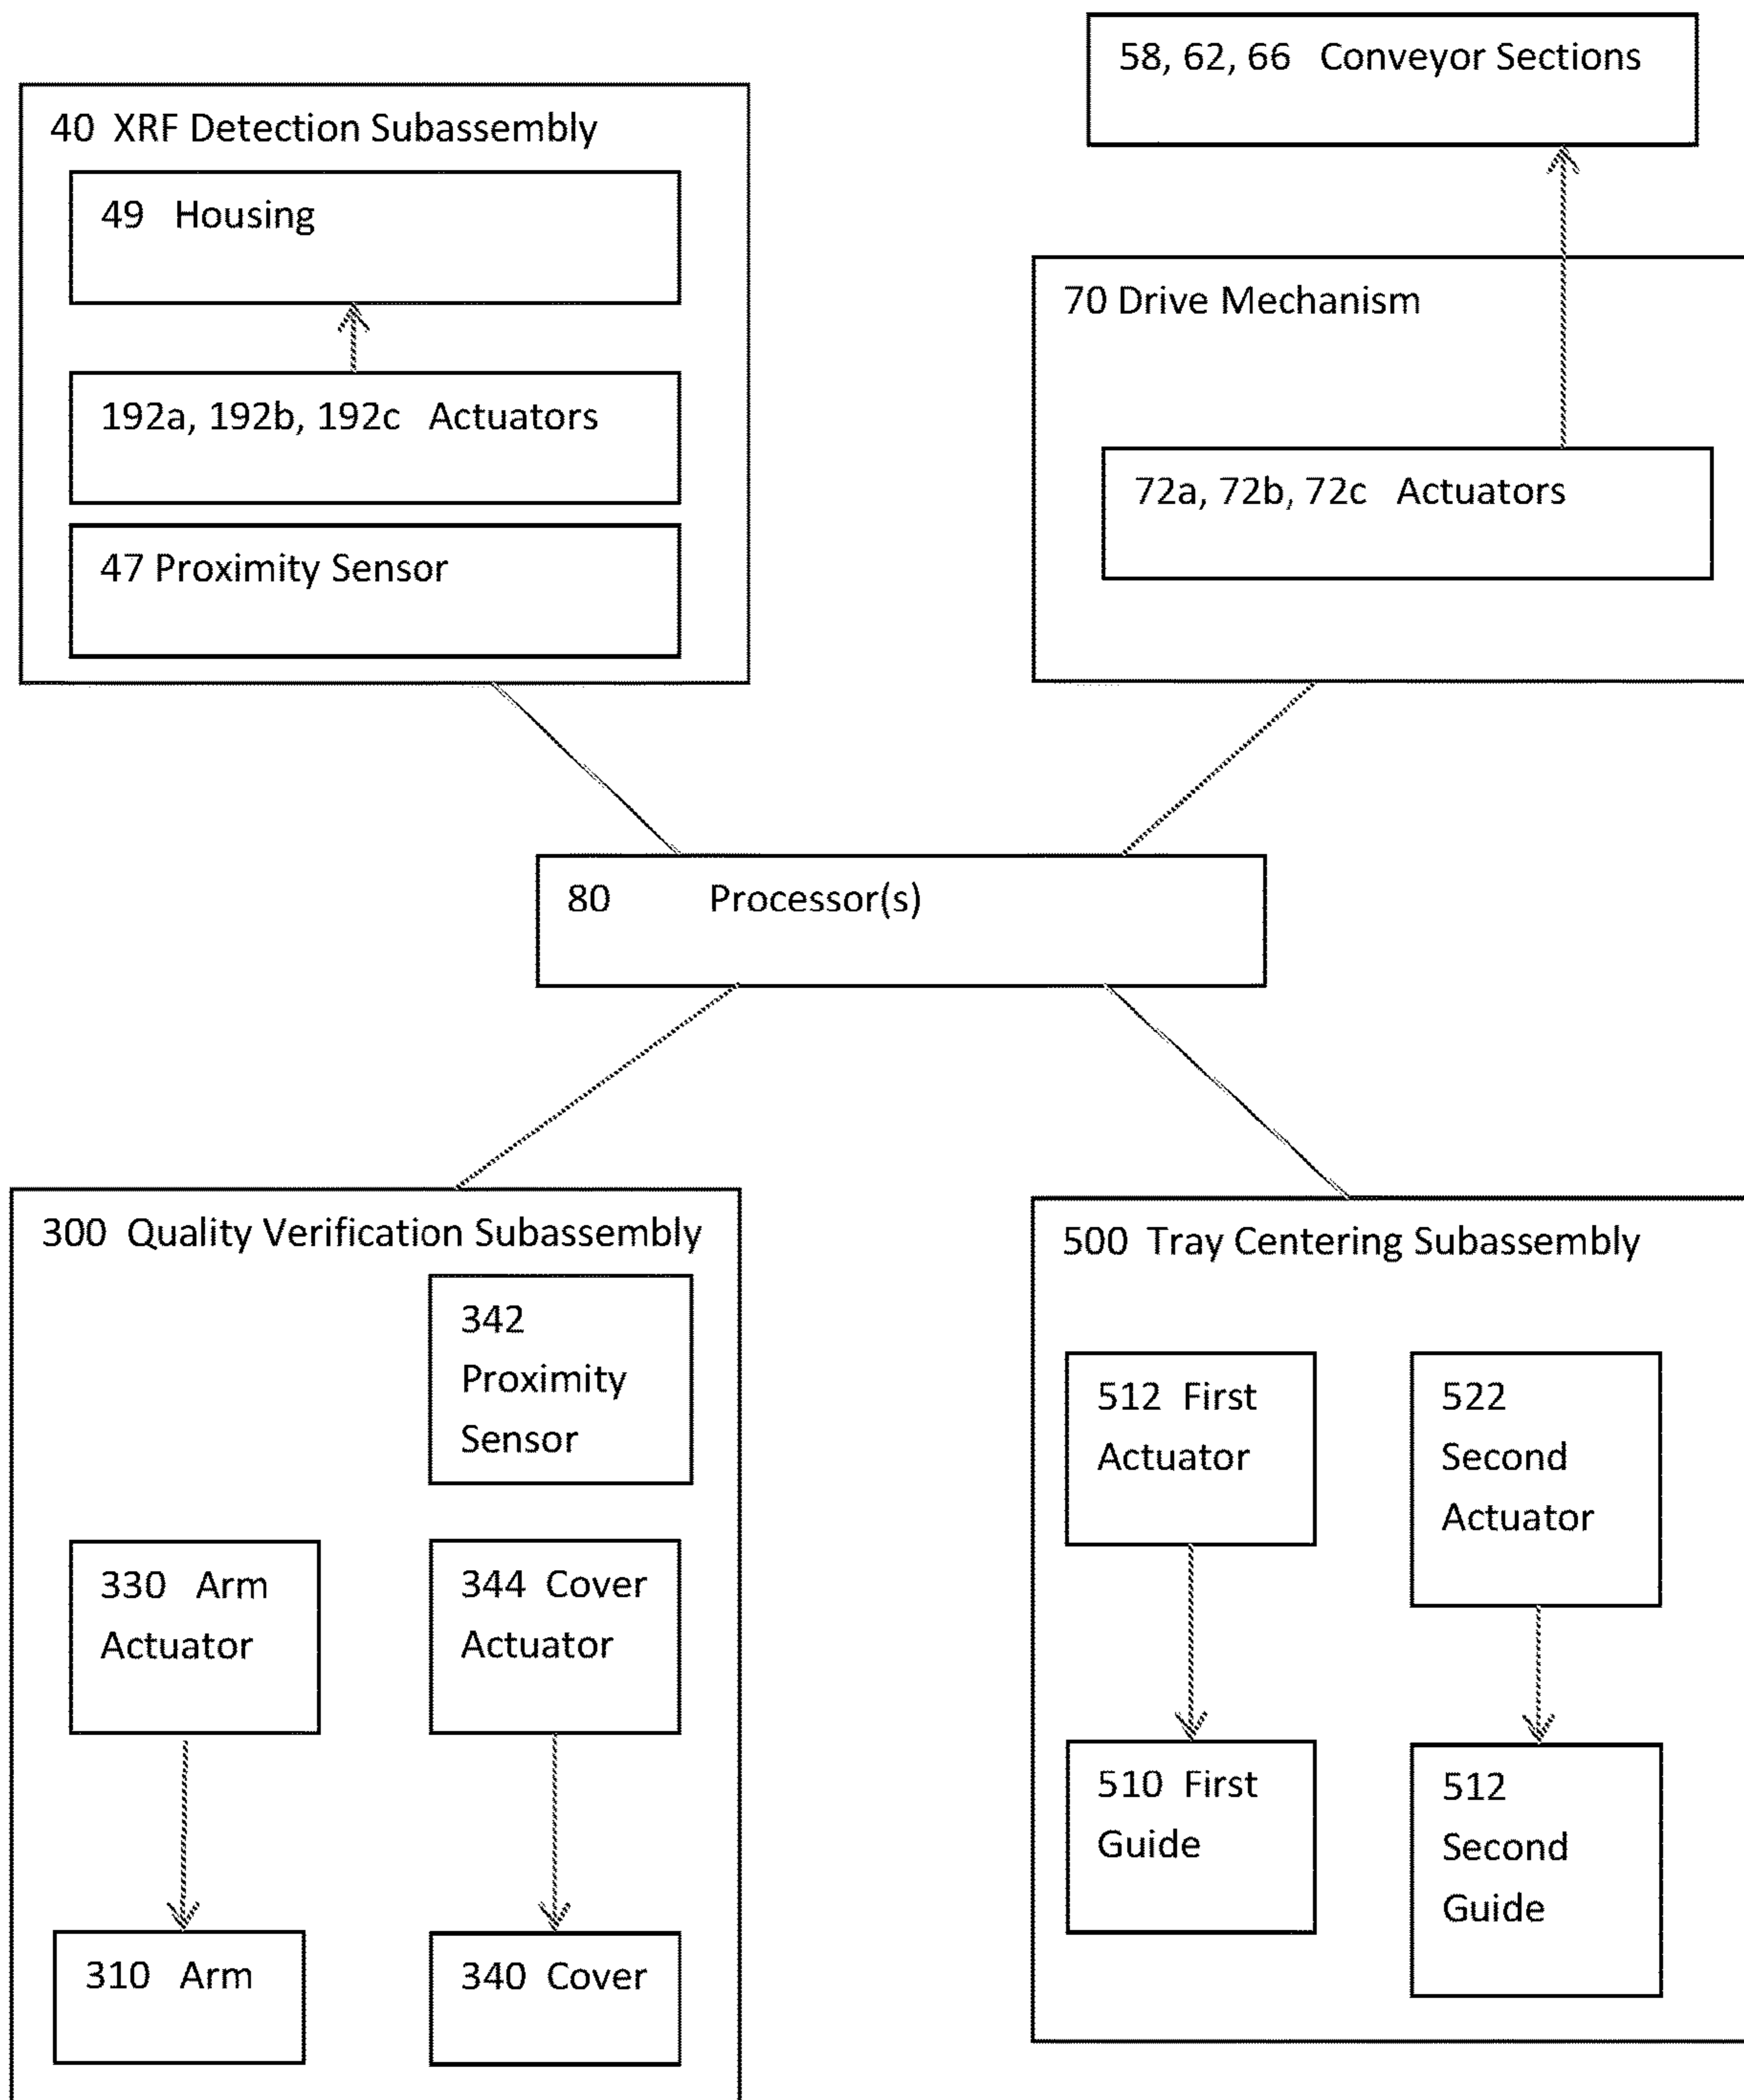 58, 62, 66 Conveyor Sections
40 XRF Detection Subassembly
49 Housing
192a, 192b, 192c Actuators
47 Proximity Sensor
70 Drive Mechanism
72a, 72b, 72c Actuators
80 Processor(s)
300 Quality Verification Subassembly
342
Proximity
Sensor
330 Arm
Actuator
344 Cover
Actuator
310 Arm
340 Cover
500 Tray Centering Subassembly
512 First
Actuator
522
Second
Actuator
510 First
Guide
512
Second
Guide